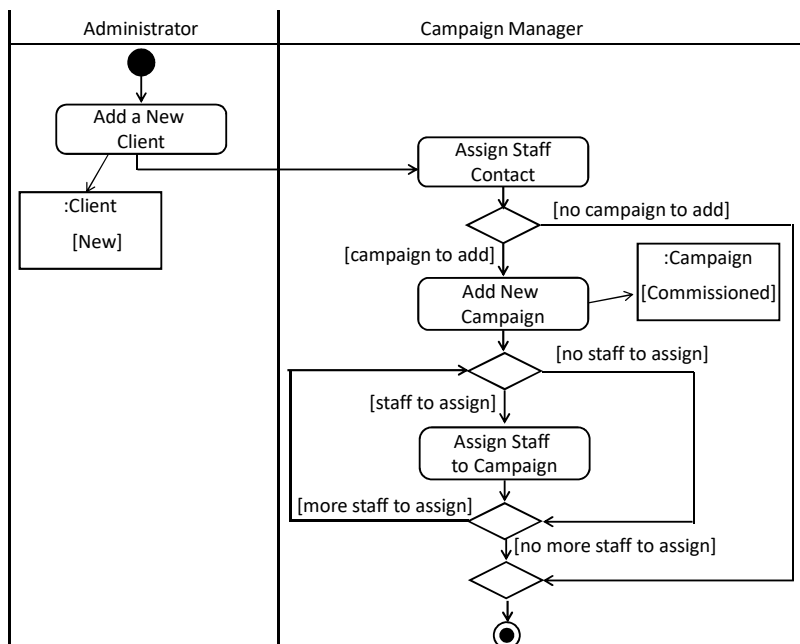 Administrator
Campaign Manager
Add a New
Client
:Client
[New]
Assign Staff
Contact
[no campaign to add]
[campaign to add]
Add New
Campaign
:Campaign
[Commissioned]
[no staff to assign]
[staff to assign]
Assign Staff
to Campaign
[more staff to assign]
[no more staff to assign]